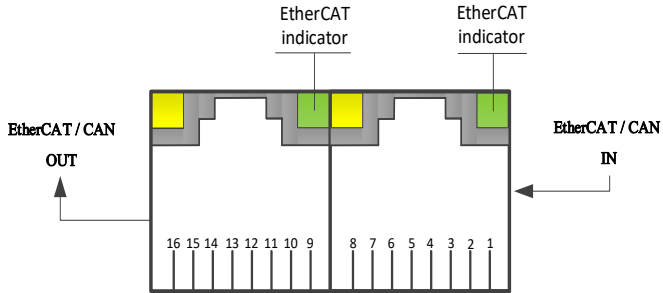 EtherCAT
indicator
EtherCAT
indicator
EtherCAT / CAN
OUT
EtherCAT / CAN
IN
16 15 14 13 12 11 10 9 8 7 6 5 4 3 2 1